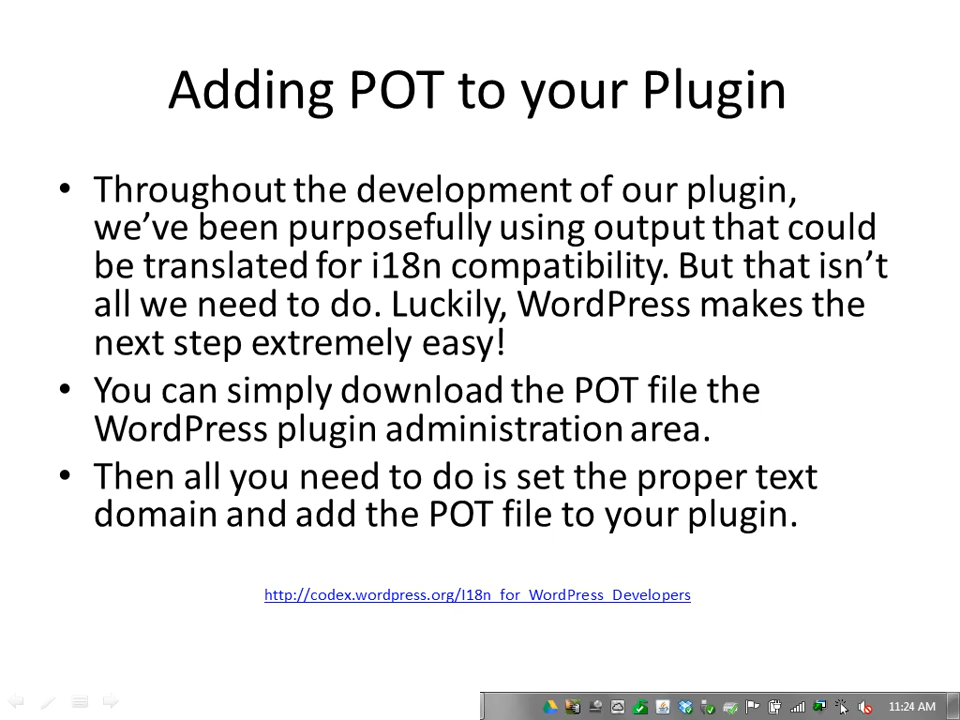 Adding POT to your Plugin
• Throughout the development of our plugin,
we’ve been purposefully using output that could
be translated for i18n compatibility. But that isn’t
all we need to do. Luckily, WordPress makes the
next step extremely easy!
• You can simply download the POT file the
WordPress plugin administration area.
• Then all you need to do is set the proper text
domain and add the POT file to your plugin.
http://codex.wordpress.org/I18n_for_WordPress_Developers
11:24 AM